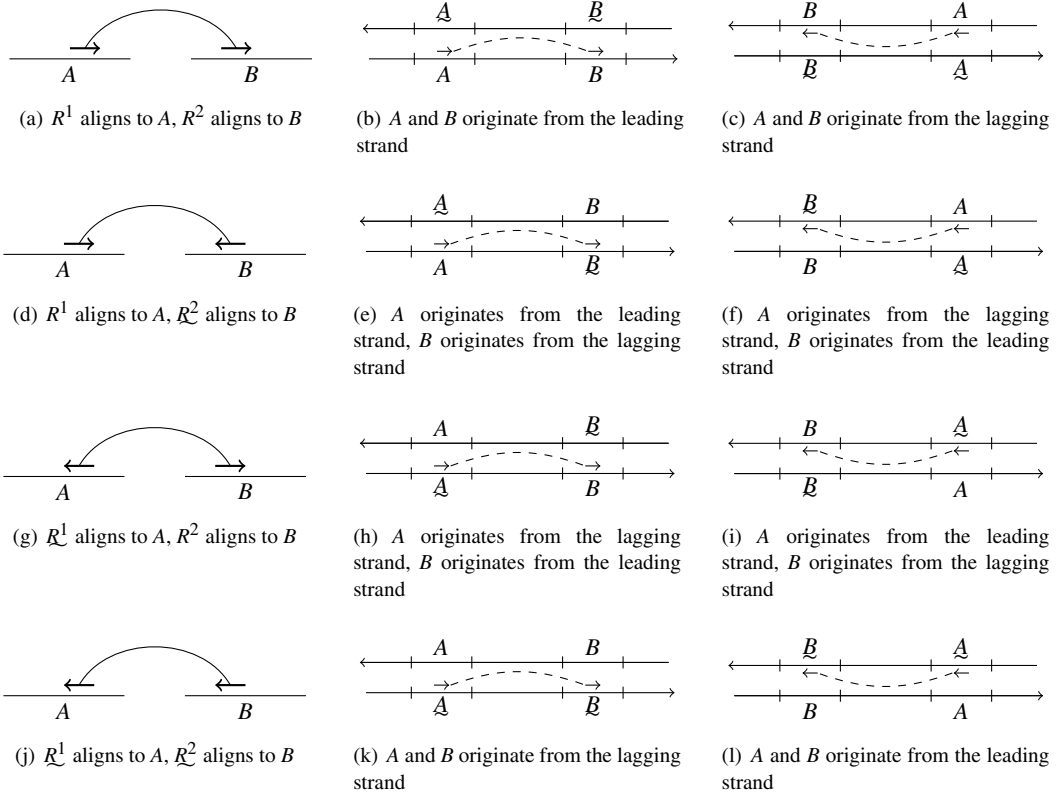 A B
A̰ B̰
A B
B A
B̰ A̰
(a) R¹ aligns to A, R² aligns to B
(b) A and B originate from the leading
strand
(c) A and B originate from the lagging
strand
A B
A̰ B
A B̰
B̰ A
B A̰
(d) R¹ aligns to A, R̰² aligns to B
(e) A originates from the leading
strand, B originates from the lagging
strand
(f) A originates from the lagging
strand, B originates from the leading
strand
A B
A B̰
A̰ B
B A̰
B̰ A
(g) R̰¹ aligns to A, R² aligns to B
(h) A originates from the lagging
strand, B originates from the leading
strand
(i) A originates from the leading
strand, B originates from the lagging
strand
A B
A B
A̰ B̰
B̰ A̰
B A
(j) R̰¹ aligns to A, R̰² aligns to B
(k) A and B originate from the lagging
strand
(l) A and B originate from the leading
strand